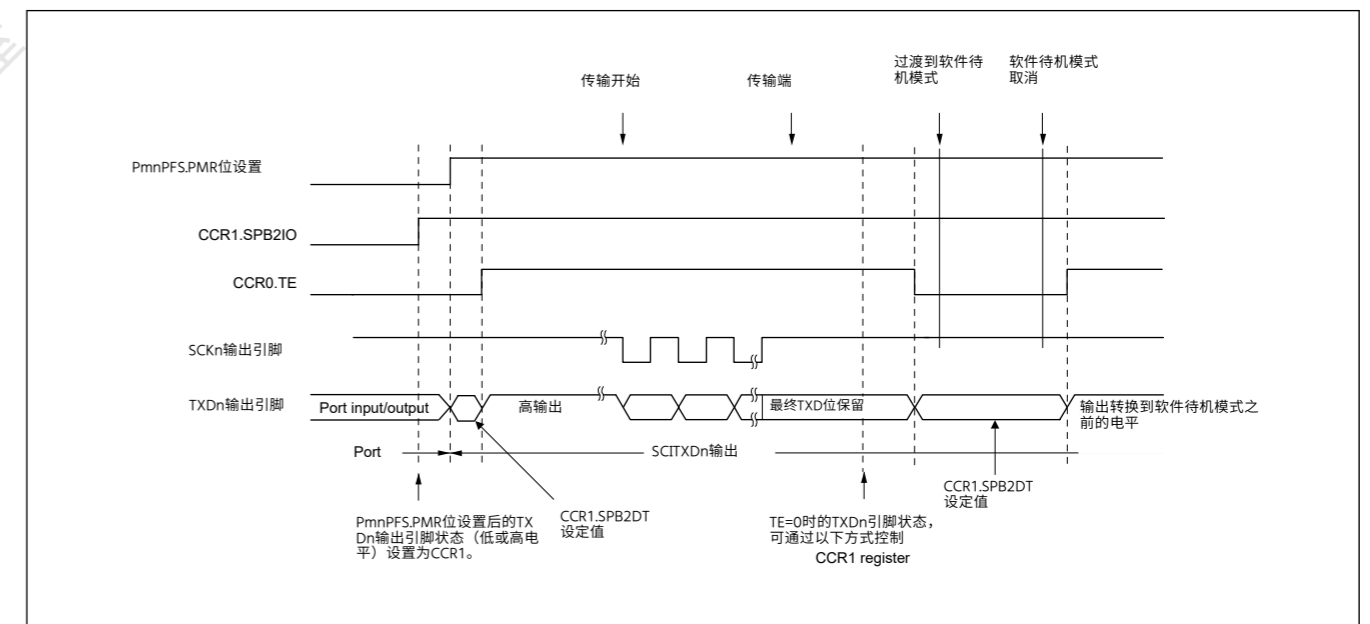 传输开始
传输端
过渡到软件待
机模式
软件待机模式
取消
PmnPFS.PMR位设置
CCR1.SPB2IO
CCR0.TE
SCKn输出引脚
TXDn输出引脚
Port input/output
高输出
最终TXD位保留
输出转换到软件待机模式之
前的电平
Port
SCITXDn输出
PmnPFS.PMR位设置后的TX
Dn输出引脚状态（低或高电
平）设置为CCR1。
CCR1.SPB2DT
设定值
TE=0时的TXDn引脚状态，
可通过以下方式控制
CCR1 register
CCR1.SPB2DT
设定值